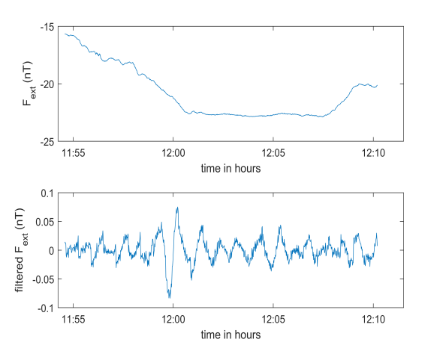 -15
-20
-25
F_ext (nT)
11:55 12:00 12:05 12:10
time in hours
0.1
0.05
0
-0.05
-0.1
filtered F_ext (nT)
11:55 12:00 12:05 12:10
time in hours